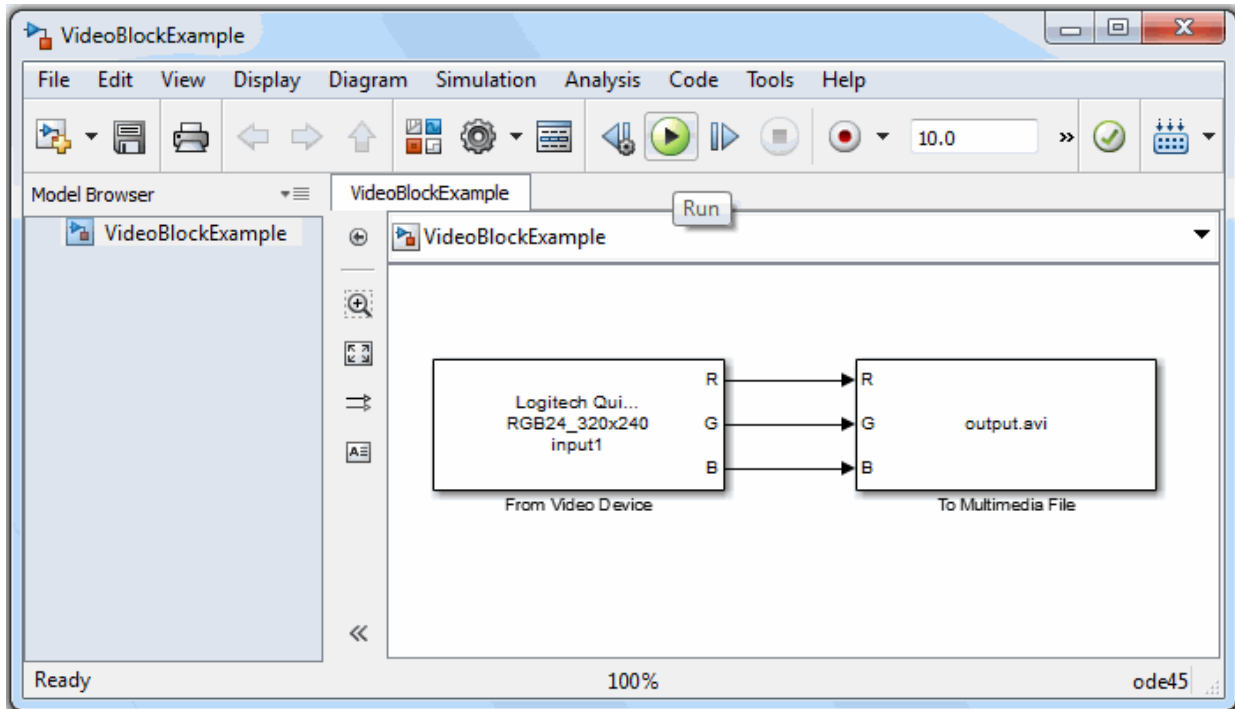 VideoBlockExample
File Edit View Display Diagram Simulation Analysis Code Tools Help
10.0 »
Model Browser
VideoBlockExample
Run
VideoBlockExample
VideoBlockExample
R
G
B
Logitech Qui...
RGB24_320x240
input1
From Video Device
R
G
B
output.avi
To Multimedia File
A
Ready 100% ode45